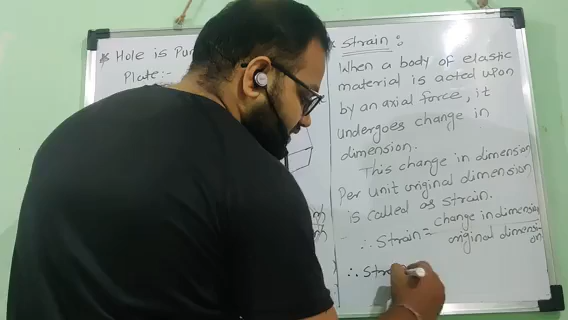 * Hole is Pun
Plate:-
* Strain :
When a body of elastic
material is acted upon
by an axial force, it
undergoes change in
dimension.
This change in dimension
Per unit original dimension
is called as strain.
∴ Strain = change in dimension
original dimension
∴ Stra